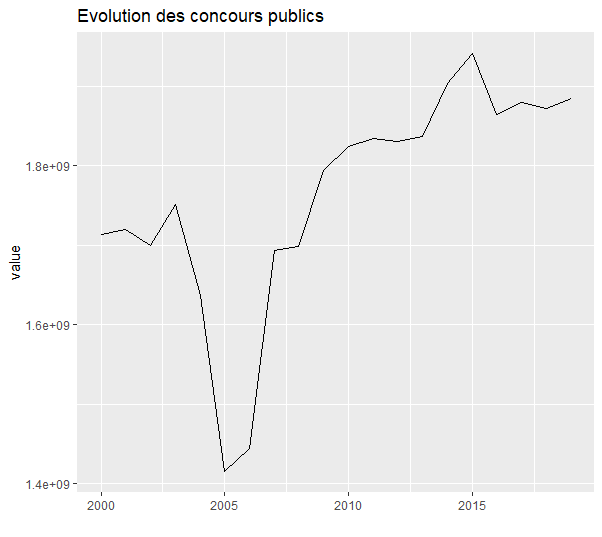 Evolution des concours publics
value
1.8e+09
1.6e+09
1.4e+09
2000 2005 2010 2015